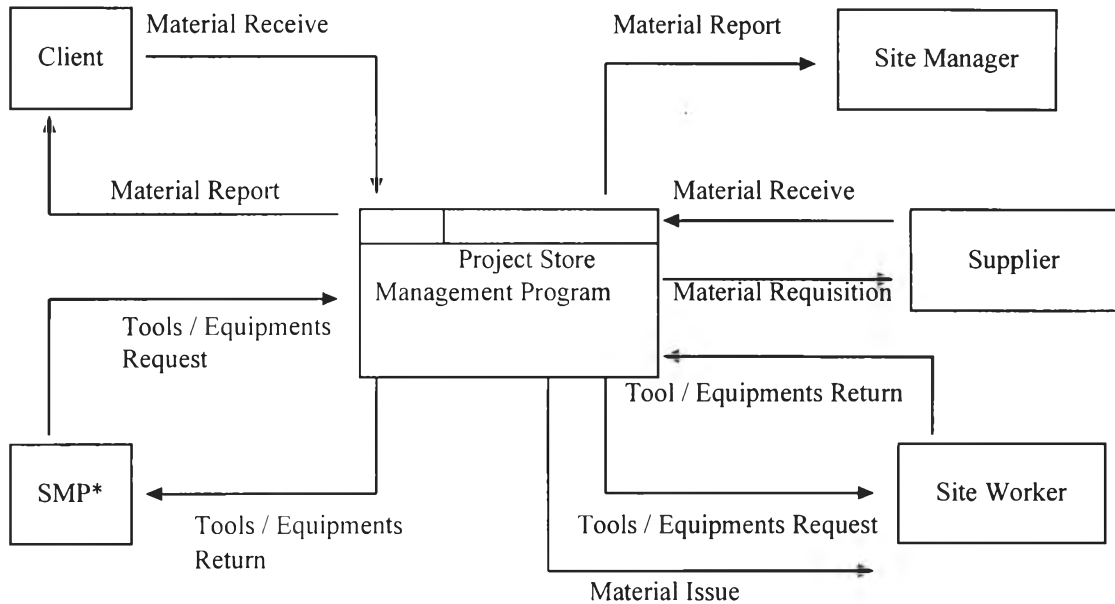 Material Receive
Client
Material Report
Site Manager
Material Report
Material Receive
Project Store
Management Program
Supplier
Material Requisition
Tools / Equipments
Request
Tool / Equipments Return
SMP*
Site Worker
Tools / Equipments
Return
Tools / Equipments Request
Material Issue